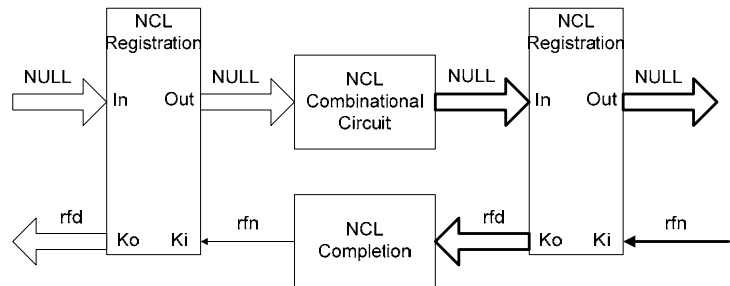 NCL
Registration
NCL
Registration
NULL
NULL
NCL
Combinational
Circuit
NULL
NULL
In
Out
In
Out
rfd
rfn
NCL
Completion
rfd
rfn
Ko
Ki
Ko
Ki